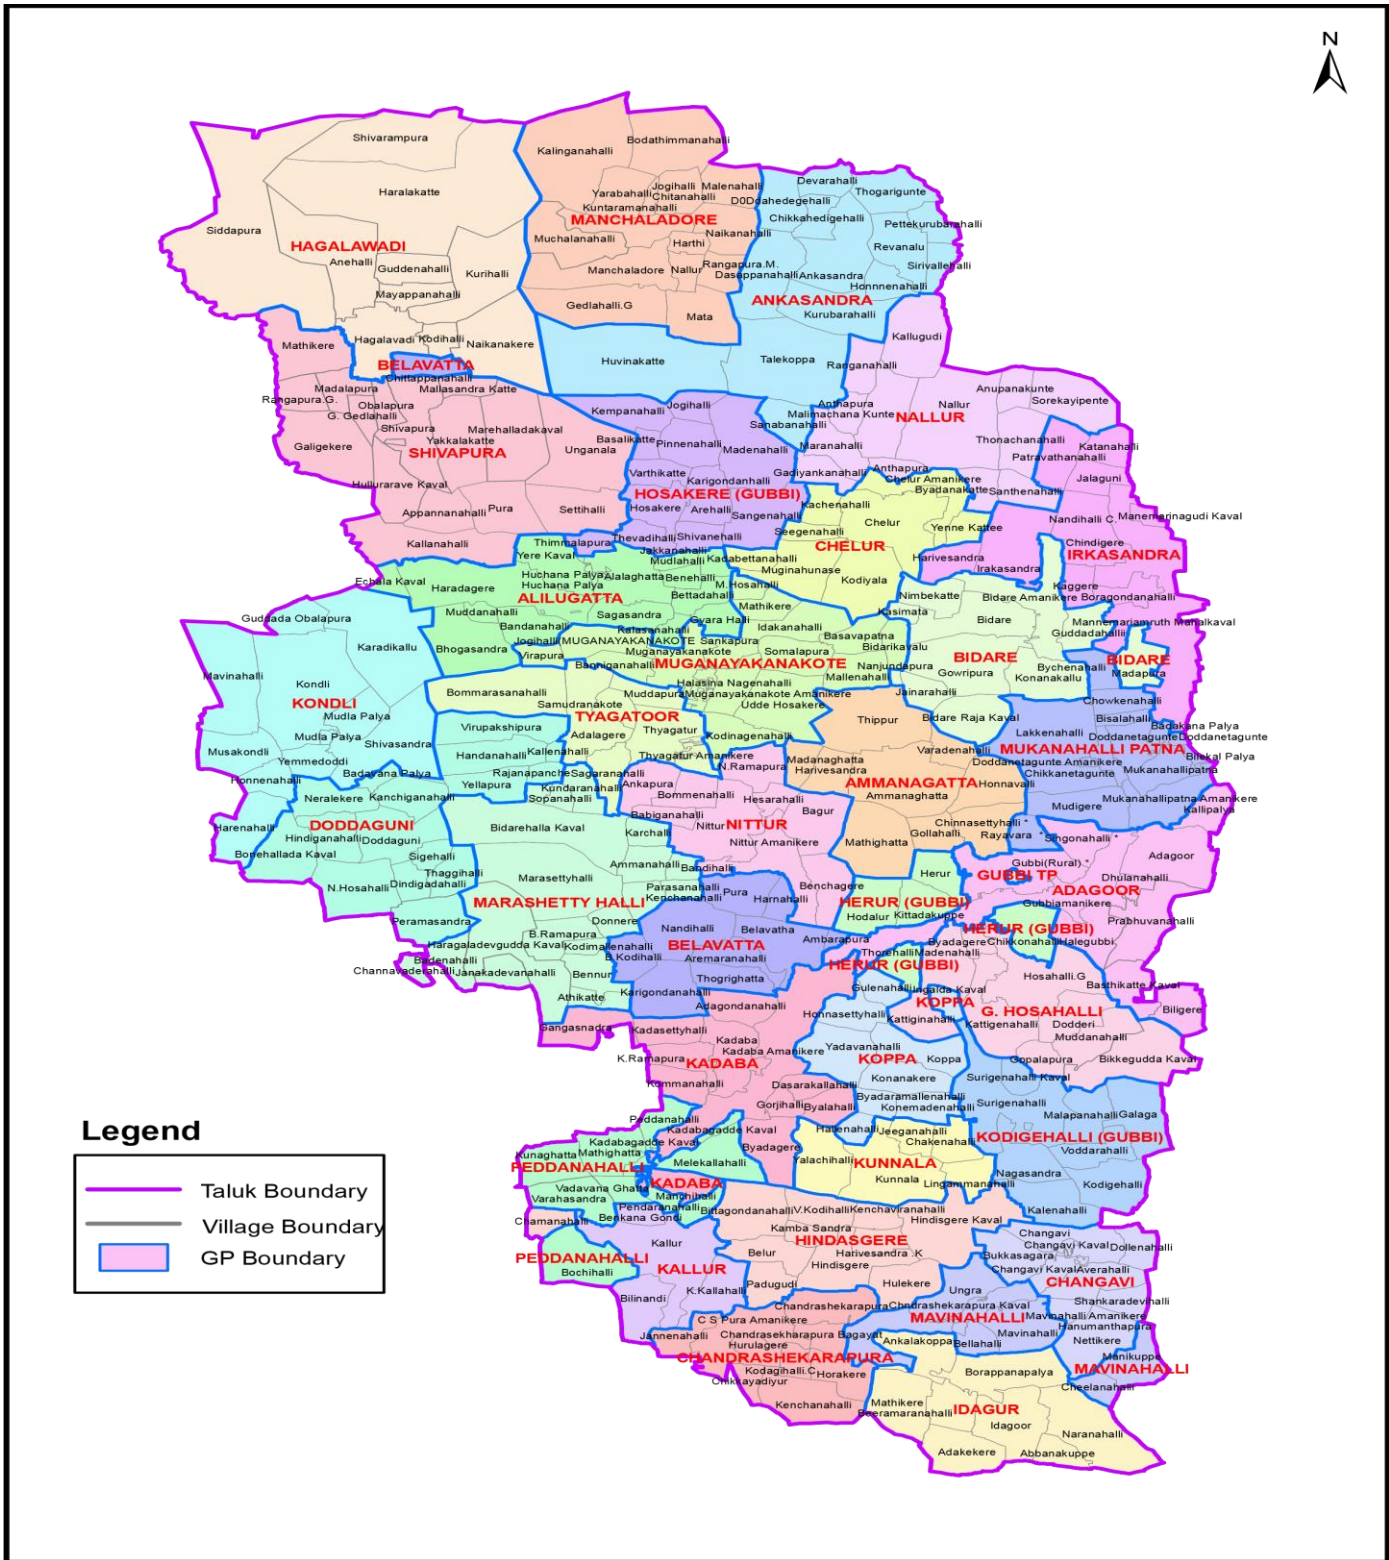 N
Shivarampura
Bodathimmanahalli
Kalinganahalli
Haralakatte
Jogihalli
Malenahalli
Yarabahalli
Chitanahalli
Kuntaramanahalli
MANCHALADORE
Devarahalli
Thogarigunte
Chikkahedigehalli
Pettekurubarahalli
Siddapura
HAGALAWADI
Anehalli
Guddenahalli
Kurihalli
Mayappanahalli
Muchalanahalli
Harthi
Naikanahalli
Revanalu
Manchaladore
Nallur
Rangapura.M.
Dasappanahalli
Ankasandra
Sirivallehalli
Honnnenahalli
Gedlahalli.G
Mata
ANKASANDRA
Kurubarahalli
Mathikere
Hagalavadi
Kodihalli
Naikanakere
BELAVATTA
Chittappanahalli
Huvinakatte
Talekoppa
Kallugudi
Ranganahalli
Madalapura
Mallasandra Katte
Rangapura.G.
Obalapura
G. Gedlahalli
Shivapura
Marehalladakaval
Yakkalakatte
Galigekere
SHIVAPURA
Unganala
Kempanahalli
Jogihalli
Basalikatte
Pinnenahalli
Madenahalli
Anthapura
Malimachana Kunte
Sanabanahalli
Nallur
NALLUR
Anupanakunte
Sorekayipente
Maranahalli
Thonachanahalli
Katanahalli
Patravathanahalli
Hullurarave Kaval
Varthikatte
Karigondanhalli
Gadiyankanahalli
Anthapura
Chelur Amanikere
Byadanakatte
Santhenahalli
Jalaguni
HOSAKERE (GUBBI)
Appannanahalli
Pura
Settihalli
Hosakere
Arehalli
Sangenahalli
Kachenahalli
Chelur
Yenne Kattee
Nandihalli C.
Manemarinagudi Kaval
Kallanahalli
Thimmalapura
Thevadihalli
Shivanehalli
Seegenahalli
CHELUR
Chindigere
IRKASANDRA
Yere Kaval
Jakkanahalli
Mudlahalli
Kadabettanahalli
Muginahunase
Kodiyala
Harivesandra
Irakasandra
Echala Kaval
Haradagere
Huchana Palya
Alalaghatta
Benehalli
Huchana Palya
M.Hosahalli
Nimbekatte
Bidare Amanikere
Kaggere
Boragondanahalli
ALILUGATTA
Bettadahalli
Mathikere
Kasimata
Muddanahalli
Sagasandra
Gyara Halli
Idakanahalli
Bidare
Mannemariamruth Mahalkaval
Guddadahalli
Guddada Obalapura
Bandanahalli
Kalasnahalli
Basavapatna
Jogihalli
(MUGANAYAKANAKOTE
Sankapura
Bidarikavalu
Karadikallu
Bhogasandra
Virapura
Muganayakanakote
Somalapura
BIDARE
BIDARE
Banniganahalli
MUGANAYAKANAKOTE
Nanjundapura
Gowripura
Bychenahalli
Madapura
Mavinahalli
Kondli
Halasina Nagenahalli
Mallenahalli
Konanakallu
KONDLI
Bommarasanahalli
Muddapura
Muganayakanakote Amanikere
Jainarahalli
Chowkenahalli
Mudla Palya
Samudranakote
Udde Hosakere
TYAGATOOR
Thippur
Bidare Raja Kaval
Bisalahalli
Virupakshipura
Adalagere
Thyagatur
Kodinagenahalli
Lakkenahalli
Badakana Palya
Mudla Palya
Doddanetagunte
Doddanetagunte
Musakondli
Shivasandra
Handanahalli
Kallenahalli
Varadenahalli
MUKANAHALLI PATNA
Yemmedoddi
Thyagatur Amanikere
Madanaghatta
Doddanetagunte Amanikere
Bilekal Palya
Honnenahalli
Badavana Palya
Rajanapanche
Sagaranahalli
N.Ramapura
Harivesandra
Chikkanetagunte
Mukanahallipatna
Yellapura
Kundaranahalli
Ankapura
AMMANAGATTA
Honnavalli
Neralekere
Kanchiganahalli
Sopanahalli
Bommenahalli
Hesarahalli
Ammanaghatta
Mudigere
Mukanahallipatna Amanikere
Kallipalya
Babiganahalli
Bagur
Harenahalli
DODDAGUNI
Bidarehalla Kaval
Karchalli
Nittur
NITTUR
Chinnasettyhalli *
Hindiganahalli
Doddaguni
Nittur Amanikere
Mathighatta
Gollahalli
Rayavara *
Singonahalli *
Bonehallada Kaval
Sigehalli
Ammanahalli
Bandihalli
Gubbi(Rural) *
Adagoor
Thaggihalli
Marasettyhalli
Herur
GUBBI TP
Dhulanahalli
N.Hosahalli
Dindigadahalli
Parasanahalli
Pura
Benchagere
ADAGOOR
MARASHETTY HALLI
Kenchanahalli
Harnahalli
HERUR (GUBBI)
Gubbiamanikere
Peramasandra
Donnere
Hodalur
Kittadakuppe
Prabhuvanahalli
B.Ramapura
Nandihalli
Belavatha
HERUR (GUBBI)
Haragaladevgudda Kaval
Kodimallenahalli
BELAVATTA
Ambarapura
Byadagere
Chikkonahalli
Halegubbi
Badenahalli
B.Kodihalli
Aremaranahalli
Thorehalli
Madenahalli
HERUR (GUBBI)
Channavaderahalli
Janakadevanahalli
Bennur
Thogrighatta
Hosahalli.G
Basthikatte Kaval
Athikatte
Karigondanahalli
Gulenahalli
Ingalda Kaval
Adagondanahalli
KOPPA
Honnasettyhalli
Kattiginahalli
G. HOSAHALLI
Biligere
Gangasnadra
Kadasettyhalli
Kattigenahalli
Dodderi
Kadaba
Yadavanahalli
Muddanahalli
K.Ramapura
Kadaba Amanikere
KADABA
KOPPA
Koppa
Gopalapura
Bikkegudda Kaval
Kommanahalli
Dasarakallahalli
Konanakere
Surigenahalli Kaval
Gorjihalli
Byalahalli
Byadaramallenahalli
Konemadenahalli
Surigenahalli
Malapanahalli
Galaga
Peddanahalli
Kadabagadde Kaval
Hallenahalli
Jeeganahalli
Chakenahalli
KODIGEHALLI (GUBBI)
Kadabagadde Kaval
Byadagere
Voddarahalli
Kunaghatta
Mathighatta
Melekallahalli
Yalachihalli
KUNNALA
PEDDANAHALLI
Kunnala
Nagasandra
KADABA
Lingammanahalli
Kodigehalli
Vadavana Ghatta
Varahasandra
Manchihalli
Pendaranahalli
Bittagondanahalli
V.Kodihalli
Kenchaviranahalli
Kalenahalli
Chamanahalli
Benkana Gondi
Hindisgere Kaval
Kamba Sandra
Changavi
HINDASGERE
Kallur
Belur
Harivesandra .K
Changavi Kaval
Dollenahalli
PEDDANAHALLI
Bukkasagara
KALLUR
Hindisgere
Changavi Kaval
Averahalli
Bochihalli
Padugudi
Hulekere
CHANGAVI
Bilinandi
K.Kallahalli
Ungra
Shankaradevihalli
Chandrashekarapura
Chndrashekarapura Kaval
C S Pura Amanikere
MAVINAHALLI
Mavinahalli Amanikere
Jannenahalli
Chandrasekharapura Bagayat
Mavinahalli
Hanumanthapura
Hurulagere
Ankalakoppa
Bellahalli
Nettikere
CHANDRASHEKARAPURA
Manikuppe
Kodagihalli.C
Horakere
Borappanapalya
MAVINAHALLI
Chikkayadiyur
Cheelanahalli
Kenchanahalli
Mathikere
Beeramaranahalli
IDAGUR
Idagoor
Naranahalli
Adakekere
Abbanakuppe
Legend
Taluk Boundary
Village Boundary
GP Boundary